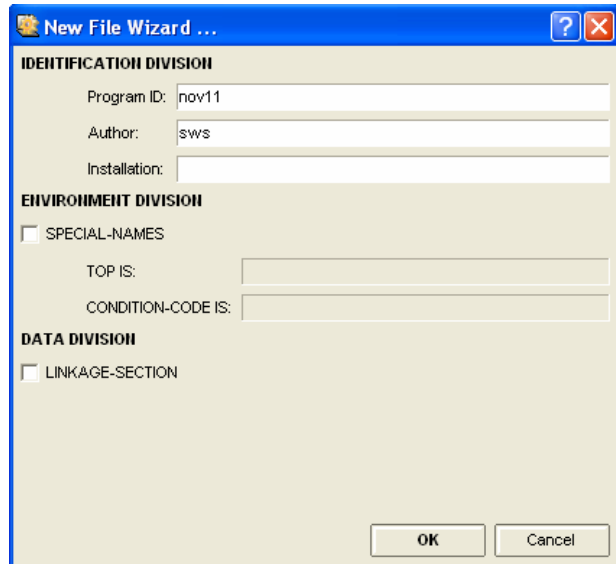 New File Wizard ...
IDENTIFICATION DIVISION
Program ID: nov11
Author: sws
Installation:
ENVIRONMENT DIVISION
SPECIAL-NAMES
TOP IS:
CONDITION-CODE IS:
DATA DIVISION
LINKAGE-SECTION
OK Cancel